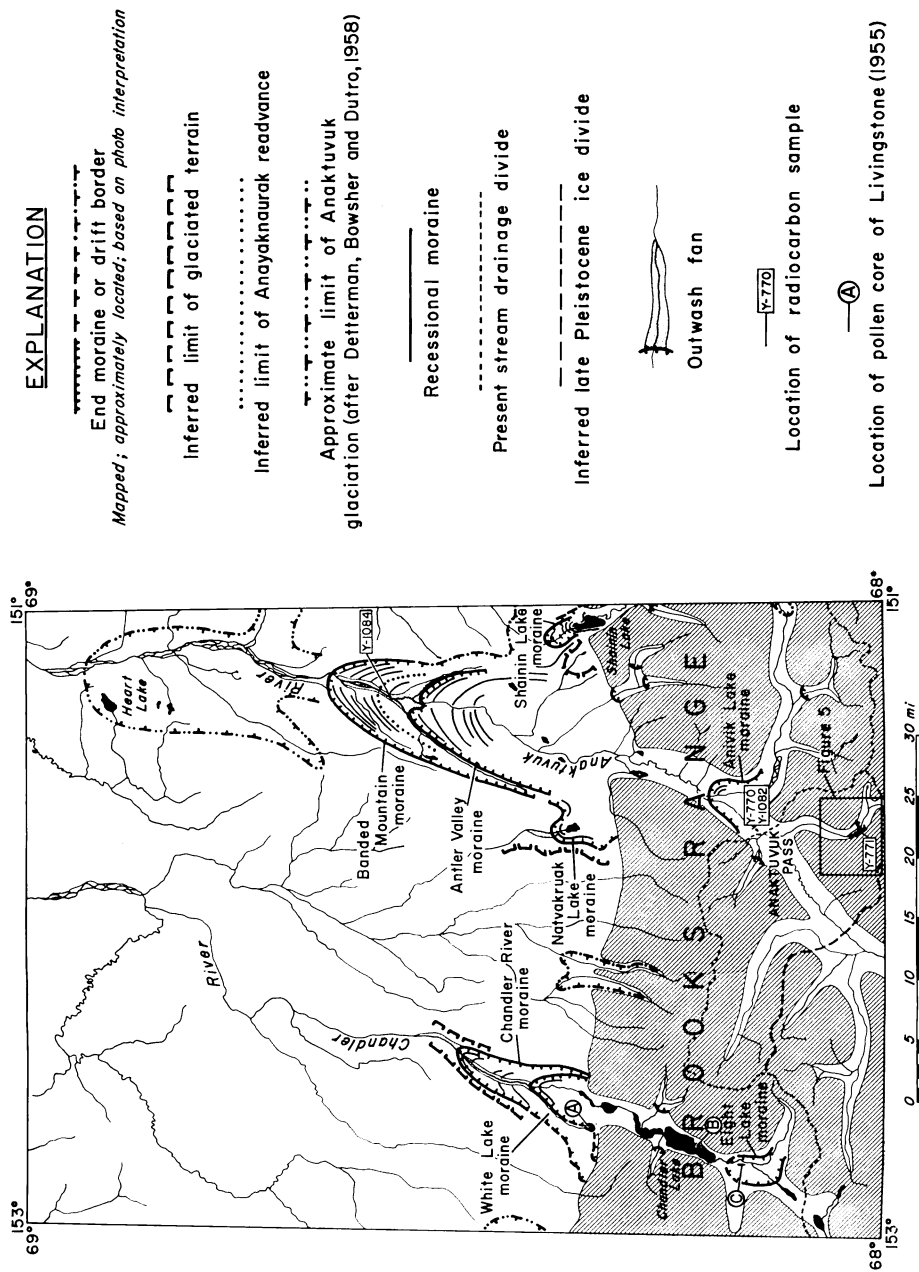 153°
151°
69°
69°
Heart
Lake
River
River
Chandler
Y-1084
Banded
Mountain
moraine
Antler Valley
moraine
Shainin Lake
moraine
Shainin
Lake
Natvakruak
Lake
moraine
Chandler River
moraine
White Lake
moraine
A
Anaktuvuk
BROOKS RANGE
Chandler
Lake
B
Eight
Lake
moraine
C
Anivik Lake
moraine
Y-770
Y-1082
ANAKTUVUK
PASS
Figure 5
Y-771
68°
68°
153°
151°
0 5 10 15 20 25 30 mi
EXPLANATION
End moraine or drift border
Mapped; approximately located; based on photo interpretation
Inferred limit of glaciated terrain
Inferred limit of Anayaknaurak readvance
Approximate limit of Anaktuvuk
glaciation (after Detterman, Bowsher and Dutro, 1958)
Recessional moraine
Present stream drainage divide
Inferred late Pleistocene ice divide
Outwash fan
Y-770
Location of radiocarbon sample
A
Location of pollen core of Livingstone (1955)